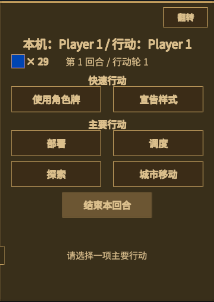 翻转
本机：Player 1 / 行动：Player 1
× 29 第 1 回合 / 行动轮 1
快速行动
使用角色牌 宣告样式
主要行动
部署 调度
探索 城市移动
结束本回合
请选择一项主要行动